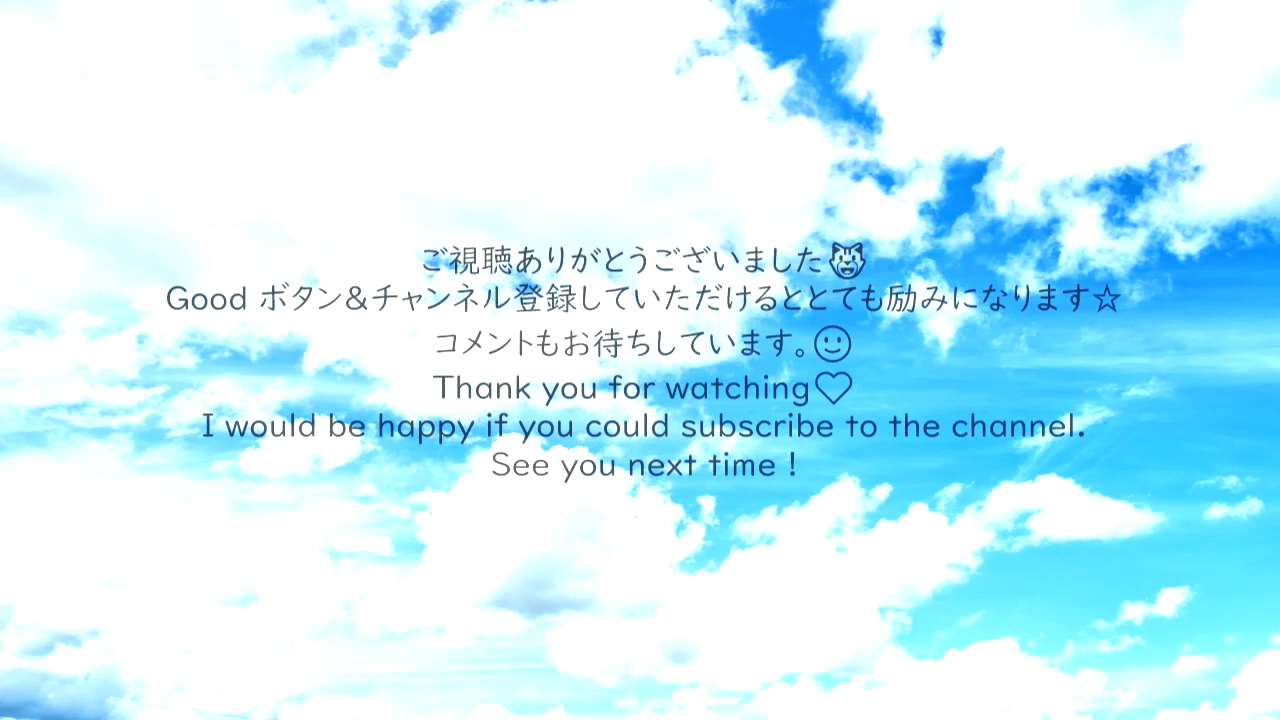 ご視聴ありがとうございました😺
Good ボタン&チャンネル登録していただけるととても励みになります☆
コメントもお待ちしています。☺
Thank you for watching♡
I would be happy if you could subscribe to the channel.
See you next time！